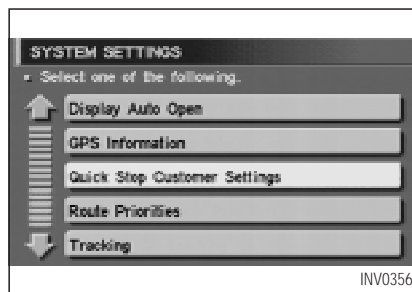 SYSTEM SETTINGS
Select one of the following.
Display Auto Open
GPS Information
Quick Stop Customer Settings
Route Priorities
Tracking
INV0356